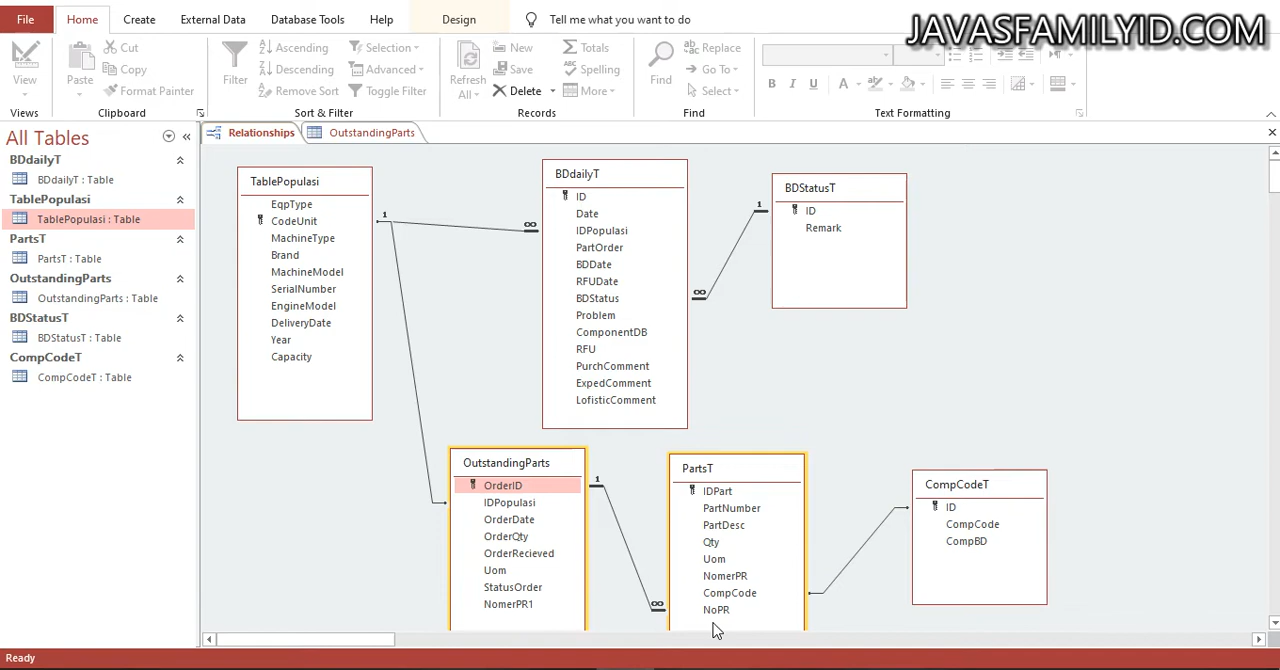 File
Home
Create
External Data
Database Tools
Help
Design
Tell me what you want to do
JAVASFAMILYID.COM
View
Views
Paste
Cut
Copy
Format Painter
Clipboard
Filter
Ascending
Descending
Remove Sort
Selection
Advanced
Toggle Filter
Sort & Filter
Refresh
All
New
Save
Delete
Totals
Spelling
More
Records
Find
Replace
Go To
Select
Find
B I U A
Text Formatting
All Tables
BDdailyT
BDdailyT : Table
TablePopulasi
TablePopulasi : Table
PartsT
PartsT : Table
OutstandingParts
OutstandingParts : Table
BDStatusT
BDStatusT : Table
CompCodeT
CompCodeT : Table
Relationships
OutstandingParts
TablePopulasi
EqpType
CodeUnit
MachineType
Brand
MachineModel
SerialNumber
EngineModel
DeliveryDate
Year
Capacity
1
∞
BDdailyT
ID
Date
IDPopulasi
PartOrder
BDDate
RFUDate
BDStatus
Problem
ComponentDB
RFU
PurchComment
ExpedComment
LofisticComment
∞
1
BDStatusT
ID
Remark
OutstandingParts
OrderID
IDPopulasi
OrderDate
OrderQty
OrderRecieved
Uom
StatusOrder
NomerPR1
1
∞
PartsT
IDPart
PartNumber
PartDesc
Qty
Uom
NomerPR
CompCode
NoPR
CompCodeT
ID
CompCode
CompBD
Ready